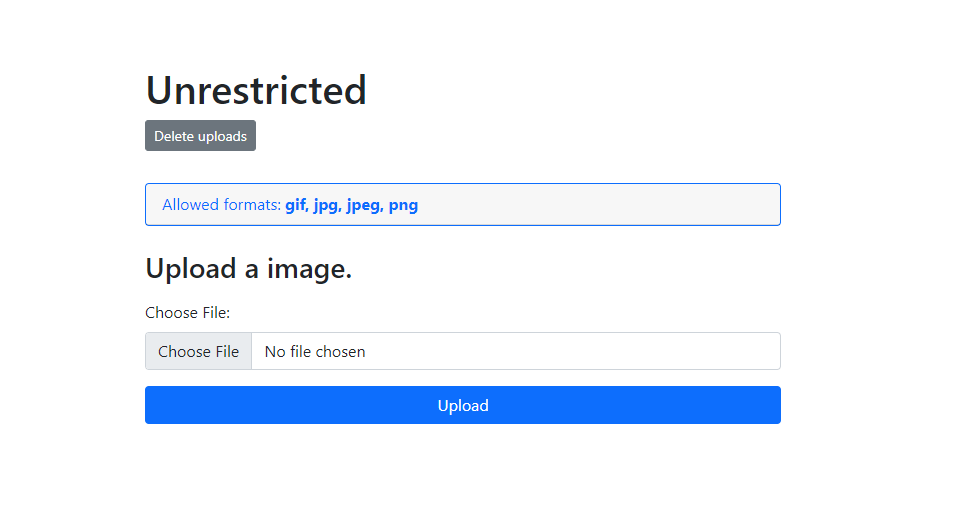 Unrestricted
Delete uploads
Allowed formats: gif, jpg, jpeg, png
Upload a image.
Choose File:
Choose File No file chosen
Upload